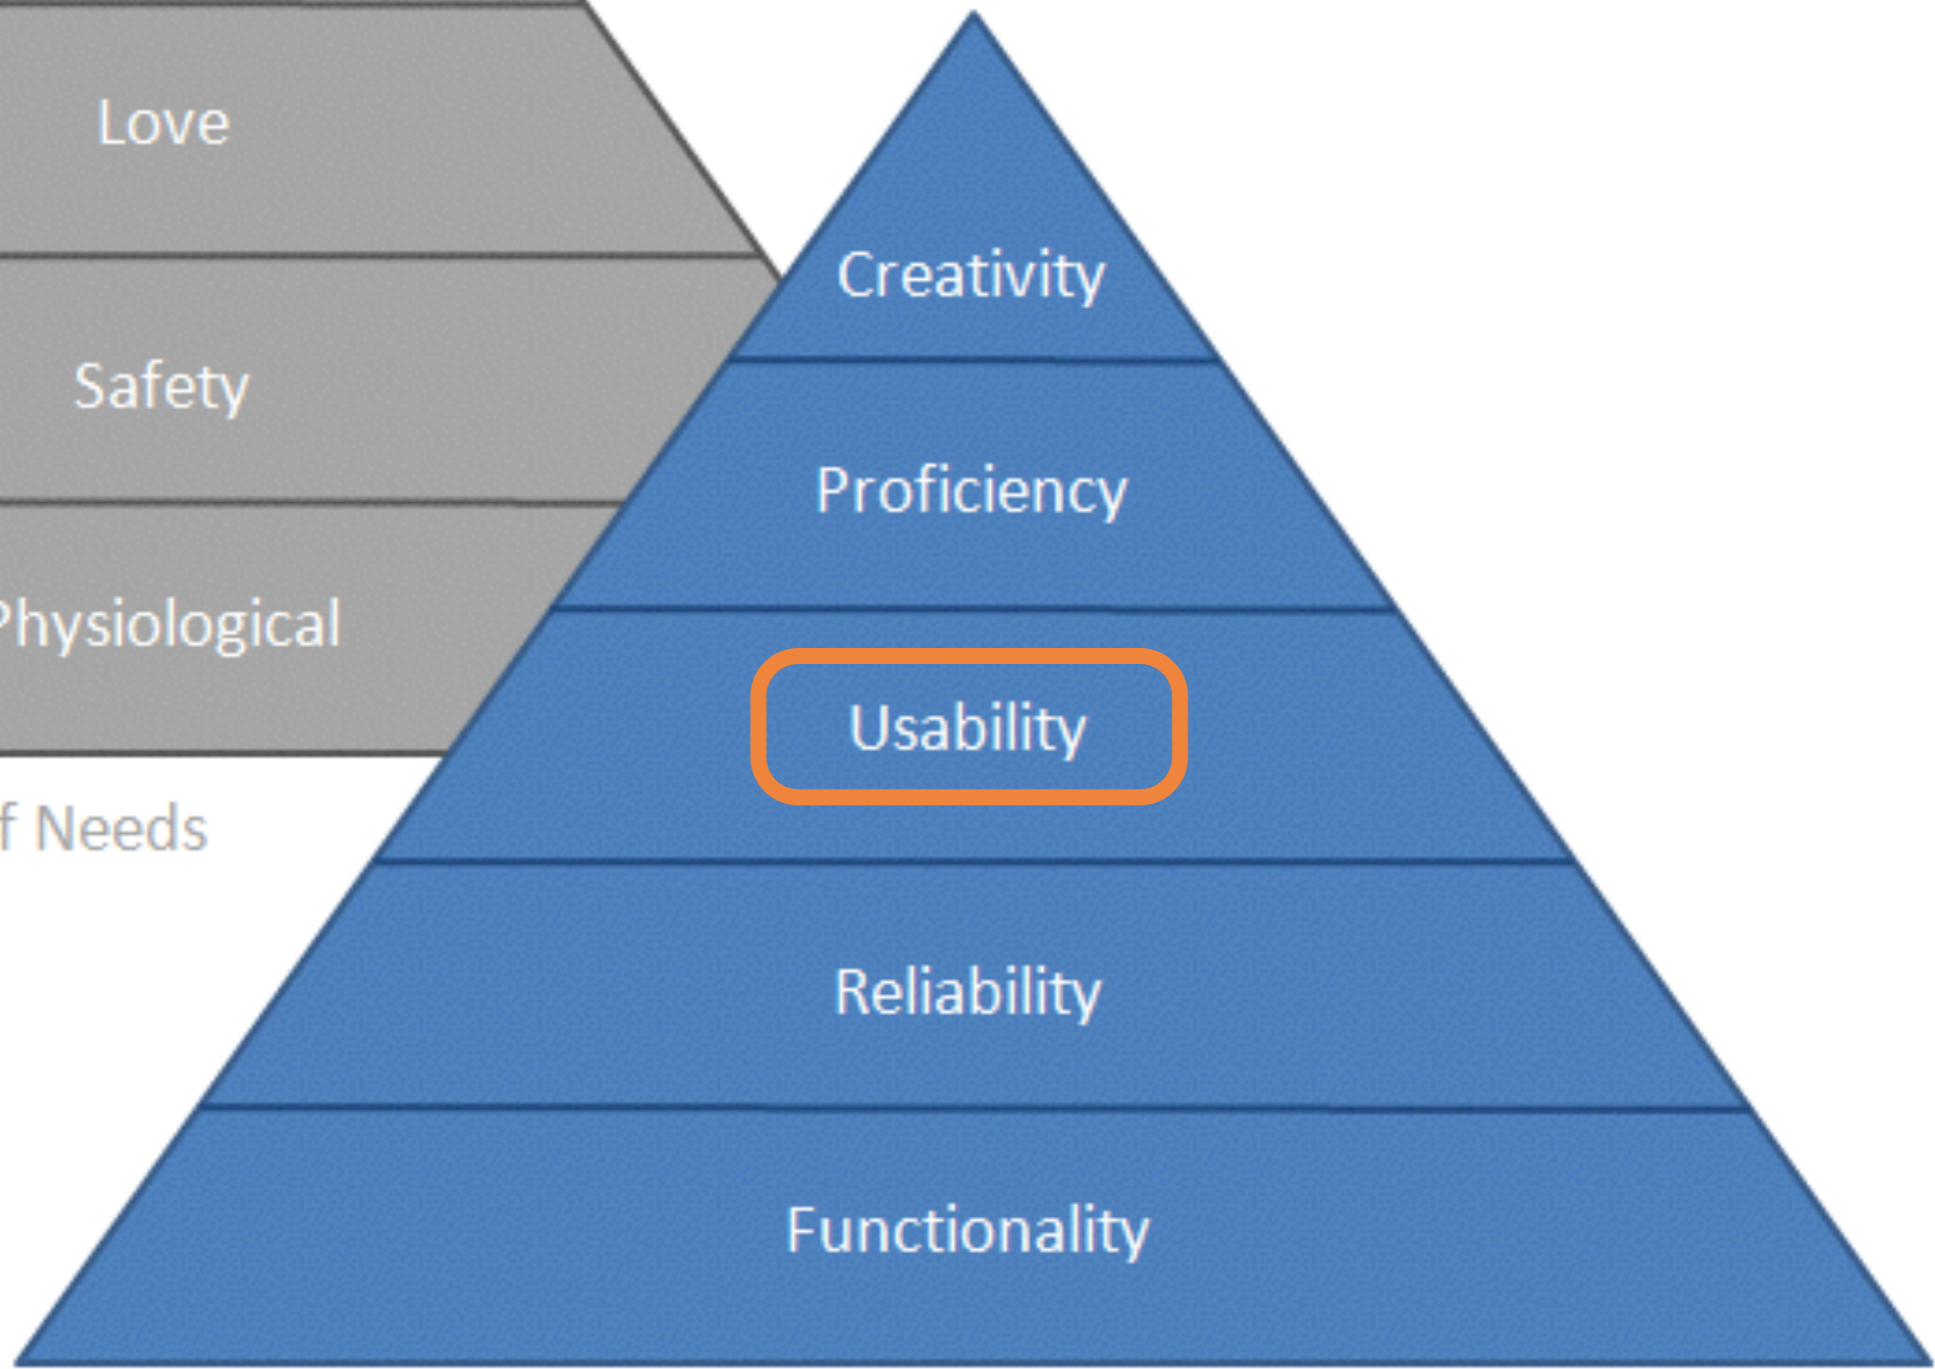 Love
Safety
Physiological
f Needs
Creativity
Proficiency
Usability
Reliability
Functionality